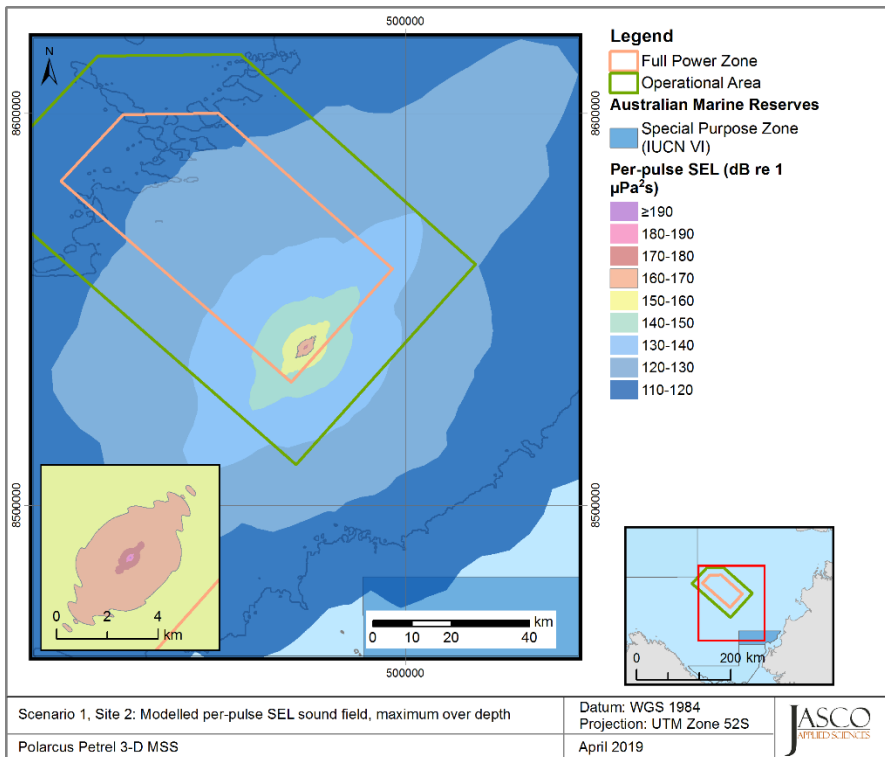 500000
8600000
8600000
N
8500000
8500000
0 2 4
km
km
0 10 20 40
500000
Legend
Full Power Zone
Operational Area
Australian Marine Reserves
Special Purpose Zone
(IUCN VI)
Per-pulse SEL (dB re 1
µPa²s)
≥190
180-190
170-180
160-170
150-160
140-150
130-140
120-130
110-120
0 200 km
Scenario 1, Site 2: Modelled per-pulse SEL sound field, maximum over depth
Polarcus Petrel 3-D MSS
Datum: WGS 1984
Projection: UTM Zone 52S
April 2019
JASCO
APPLIED SCIENCES